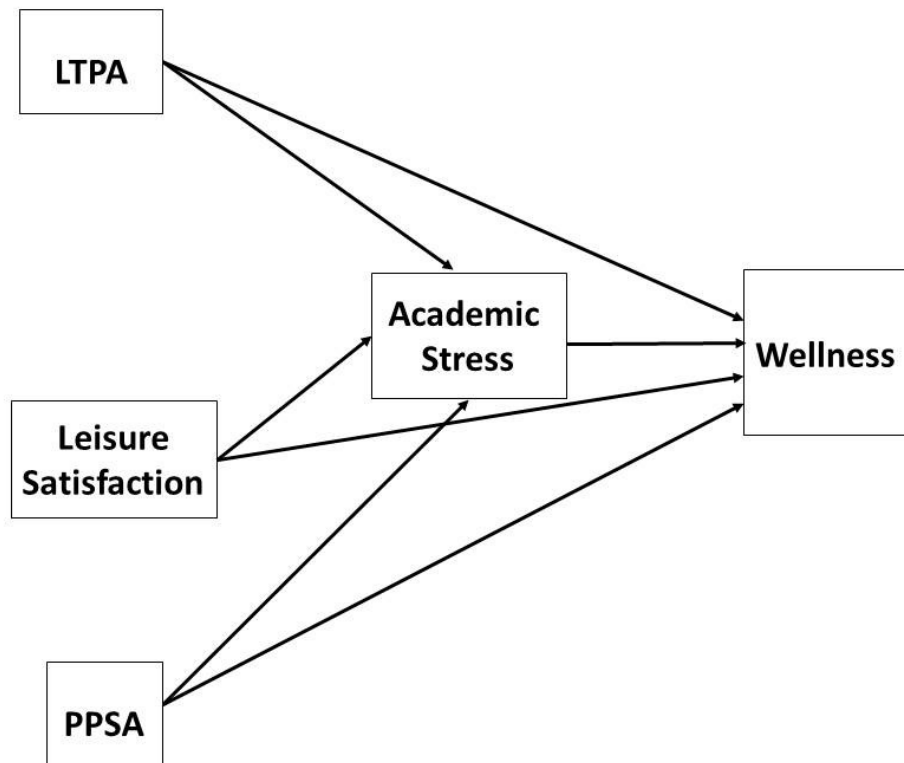 LTPA
Academic
Stress
Wellness
Leisure
Satisfaction
PPSA